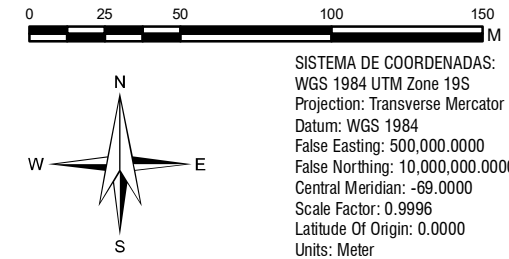 0 25 50 100 150
M
SISTEMA DE COORDENADAS:
WGS 1984 UTM Zone 19S
Projection: Transverse Mercator
Datum: WGS 1984
False Easting: 500,000.0000
False Northing: 10,000,000.000
Central Meridian: -69.0000
Scale Factor: 0.9996
Latitude Of Origin: 0.0000
Units: Meter
N
W E
S